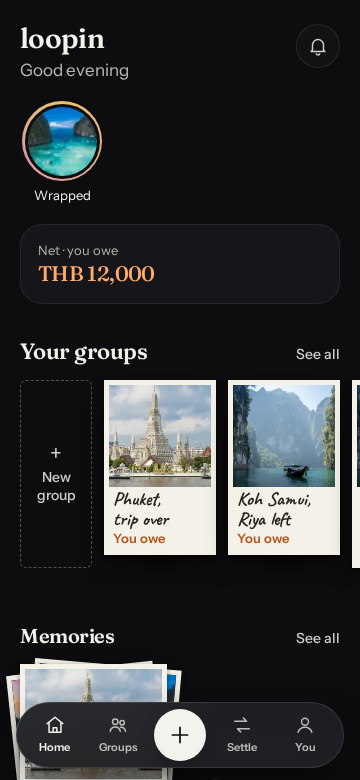 loopin
Good evening
Wrapped
Net · you owe
THB 12,000
Your groups
See all
+
New
group
Phuket,
trip over
You owe
Koh Samui,
Riya left
You owe
Memories
See all
Home
Groups
Settle
You